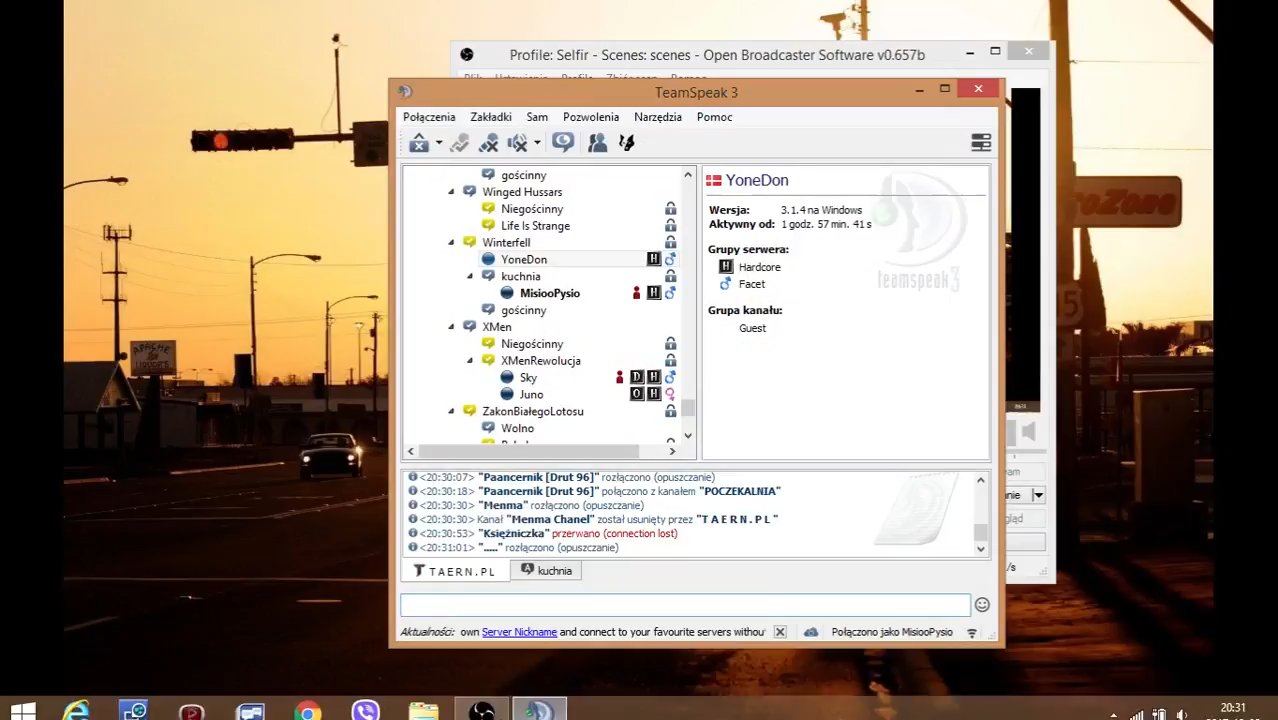 Profile: Selfir - Scenes: scenes - Open Broadcaster Software v0.657b
TeamSpeak 3
Połączenia Zakładki Sam Pozwolenia Narzędzia Pomoc
gościnny
Winged Hussars
Niegościnny
Life Is Strange
Winterfell
YoneDon
kuchnia
MisiooPysio
gościnny
XMen
Niegościnny
XMenRewolucja
Sky
Juno
ZakonBiałegoLotosu
Wolno
YoneDon
Wersja: 3.1.4 na Windows
Aktywny od: 1 godz. 57 min. 41 s
Grupy serwera:
H Hardcore
Facet
Grupa kanału:
Guest
teamspeak3
<20:30:07> "Paancernik [Drut 96]" rozłączono (opuszczanie)
<20:30:18> "Paancernik [Drut 96]" połączono z kanałem "POCZEKALNIA"
<20:30:30> "Menma" rozłączono (opuszczanie)
<20:30:30> Kanał "Menma Chanel" został usunięty przez "T A E R N . P L"
<20:30:53> "Księżniczka" przerwano (connection lost)
<20:31:01> "....." rozłączono (opuszczanie)
TAERN.PL kuchnia
Aktualności: own Server Nickname and connect to your favourite servers withou
Połączono jako MisiooPysio
APACHE
20:31